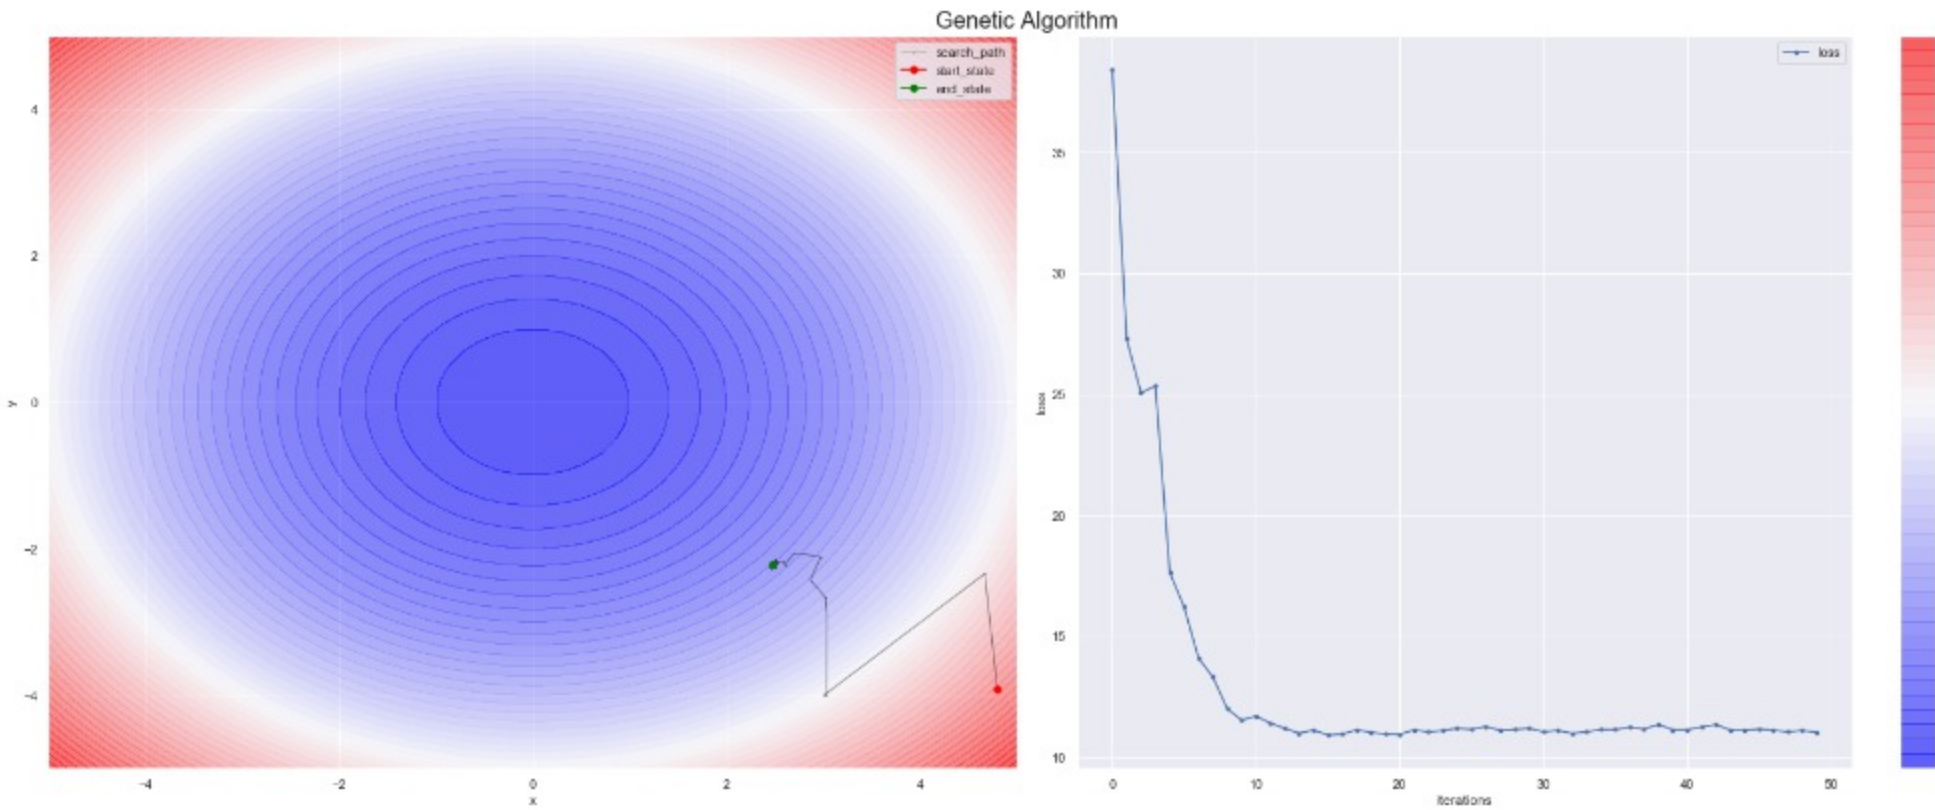 Genetic Algorithm
search_path
start_state
end_state
4
2
0
−2
−4
y
−4
−2
0
2
4
x
loss
35
30
25
20
15
10
loss
0
10
20
30
40
50
iterations